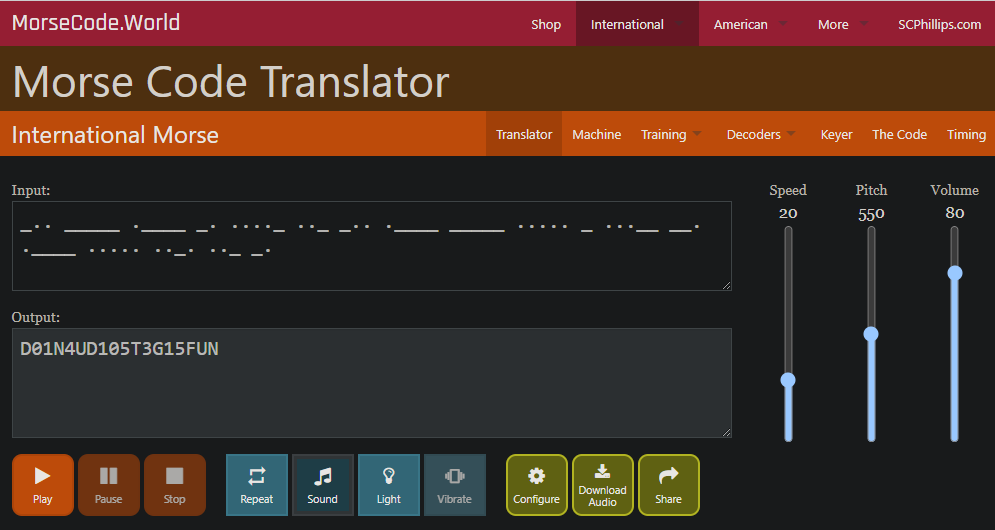 MorseCode.World
Shop International American More SCPhillips.com
Morse Code Translator
International Morse
Translator Machine Training Decoders Keyer The Code Timing
Input:
_.. _____ .____ _. ...._ .._ _.. .____ _____ ..... _ ...__ __.
.____ ..... .._. .._ _.
Output:
D01N4UD105T3G15FUN
Speed Pitch Volume
20 550 80
Play Pause Stop Repeat Sound Light Vibrate Configure Download Audio Share